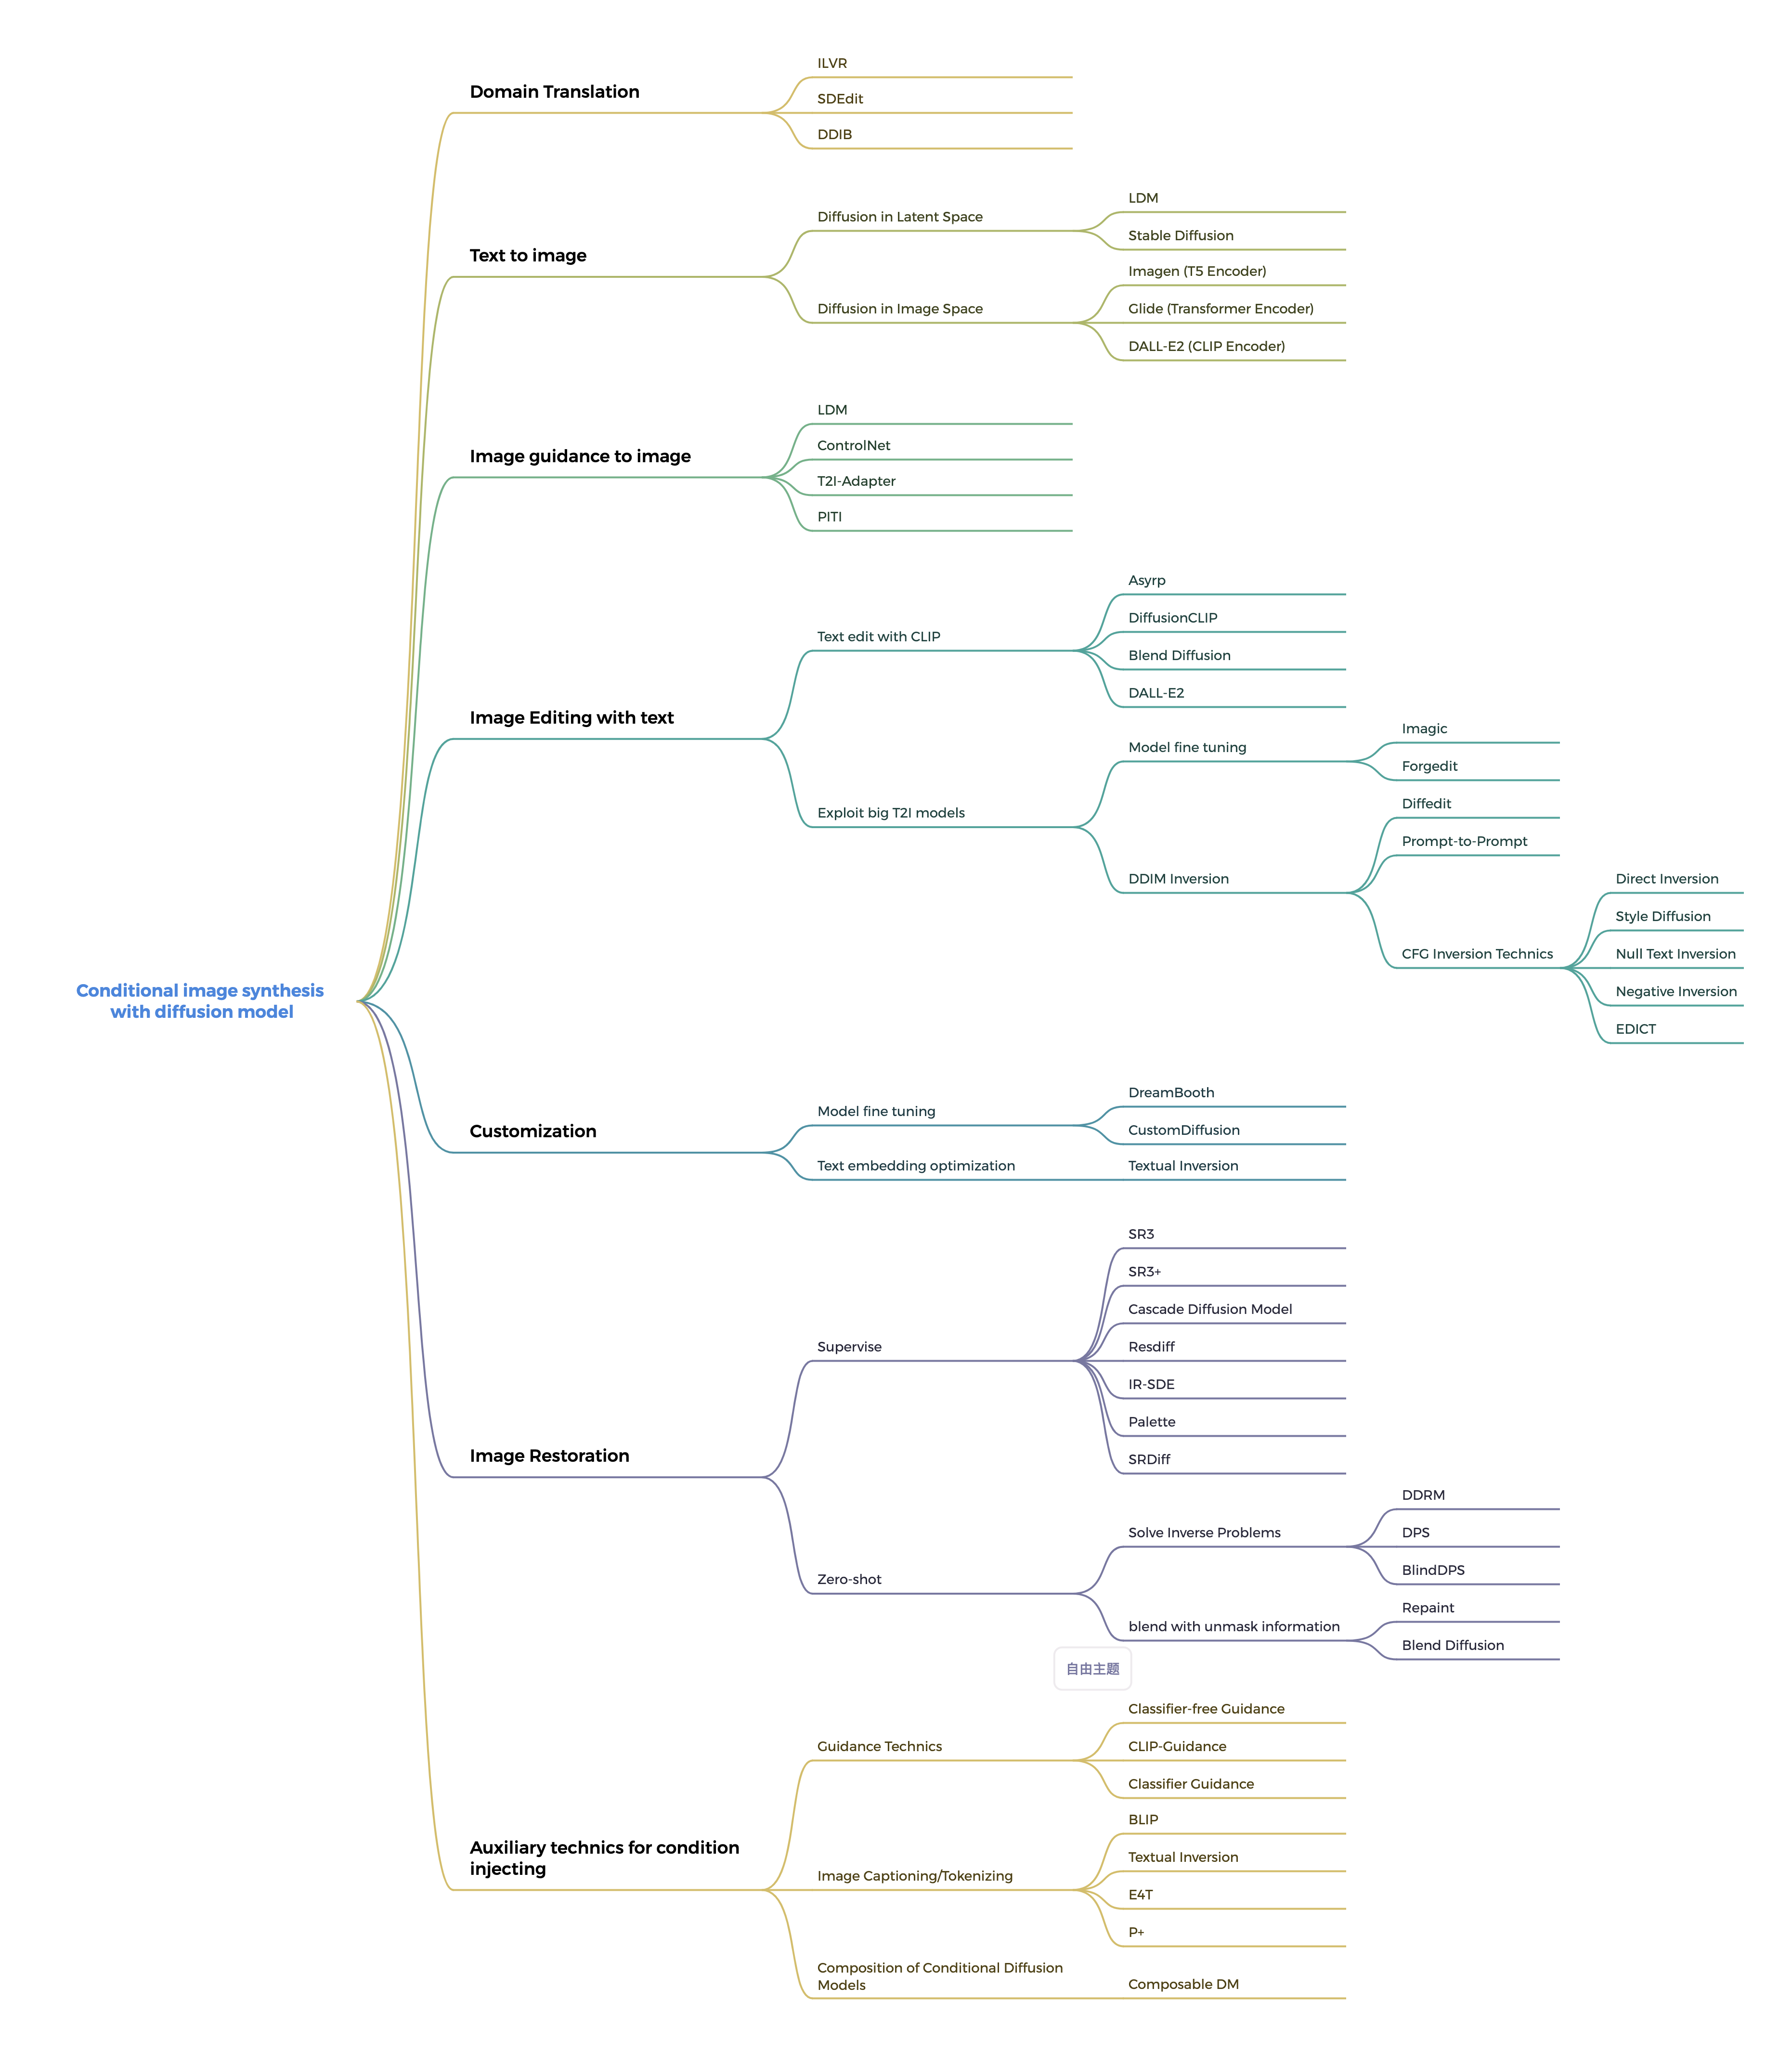 Conditional image synthesis
with diffusion model
Domain Translation
ILVR
SDEdit
DDIB
Text to image
Diffusion in Latent Space
LDM
Stable Diffusion
Diffusion in Image Space
Imagen (T5 Encoder)
Glide (Transformer Encoder)
DALL-E2 (CLIP Encoder)
Image guidance to image
LDM
ControlNet
T2I-Adapter
PITI
Image Editing with text
Text edit with CLIP
Asyrp
DiffusionCLIP
Blend Diffusion
DALL-E2
Exploit big T2I models
Model fine tuning
Imagic
Forgedit
DDIM Inversion
Diffedit
Prompt-to-Prompt
CFG Inversion Technics
Direct Inversion
Style Diffusion
Null Text Inversion
Negative Inversion
EDICT
Customization
Model fine tuning
DreamBooth
CustomDiffusion
Text embedding optimization
Textual Inversion
Image Restoration
Supervise
SR3
SR3+
Cascade Diffusion Model
Resdiff
IR-SDE
Palette
SRDiff
Zero-shot
Solve Inverse Problems
DDRM
DPS
BlindDPS
blend with unmask information
Repaint
Blend Diffusion
自由主题
Auxiliary technics for condition
injecting
Guidance Technics
Classifier-free Guidance
CLIP-Guidance
Classifier Guidance
Image Captioning/Tokenizing
BLIP
Textual Inversion
E4T
P+
Composition of Conditional Diffusion
Models
Composable DM